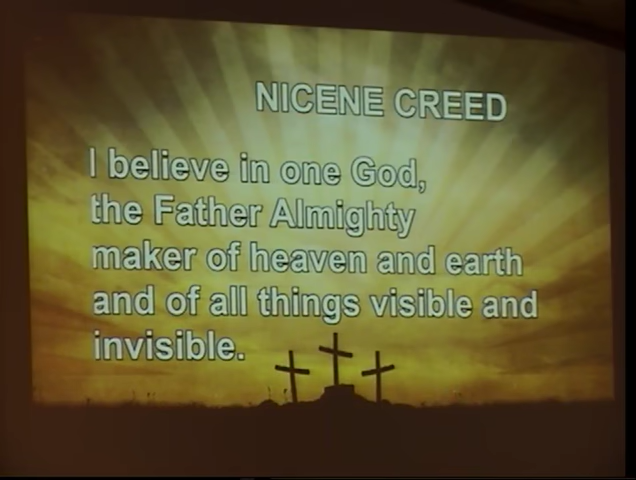 NICENE CREED
I believe in one God,
the Father Almighty
maker of heaven and earth
and of all things visible and
invisible.